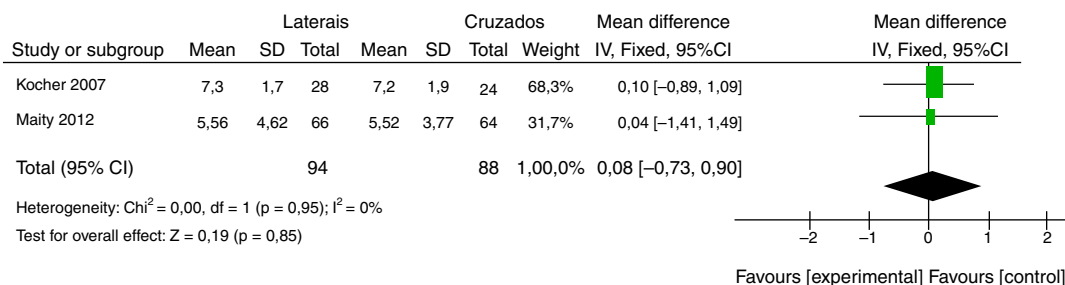 Laterais Cruzados Mean difference Mean difference
Study or subgroup Mean SD Total Mean SD Total Weight IV, Fixed, 95%CI IV, Fixed, 95%CI
Kocher 2007 7,3 1,7 28 7,2 1,9 24 68,3% 0,10 [–0,89, 1,09]
Maity 2012 5,56 4,62 66 5,52 3,77 64 31,7% 0,04 [–1,41, 1,49]
Total (95% CI) 94 88 1,00,0% 0,08 [–0,73, 0,90]
Heterogeneity: Chi² = 0,00, df = 1 (p = 0,95); I² = 0%
Test for overall effect: Z = 0,19 (p = 0,85)
–2 –1 0 1 2
Favours [experimental] Favours [control]